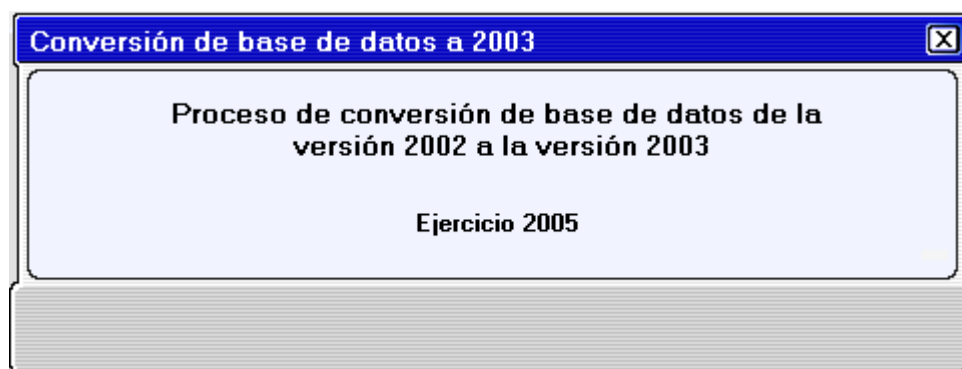 Conversión de base de datos a 2003
Proceso de conversión de base de datos de la
versión 2002 a la versión 2003
Ejercicio 2005